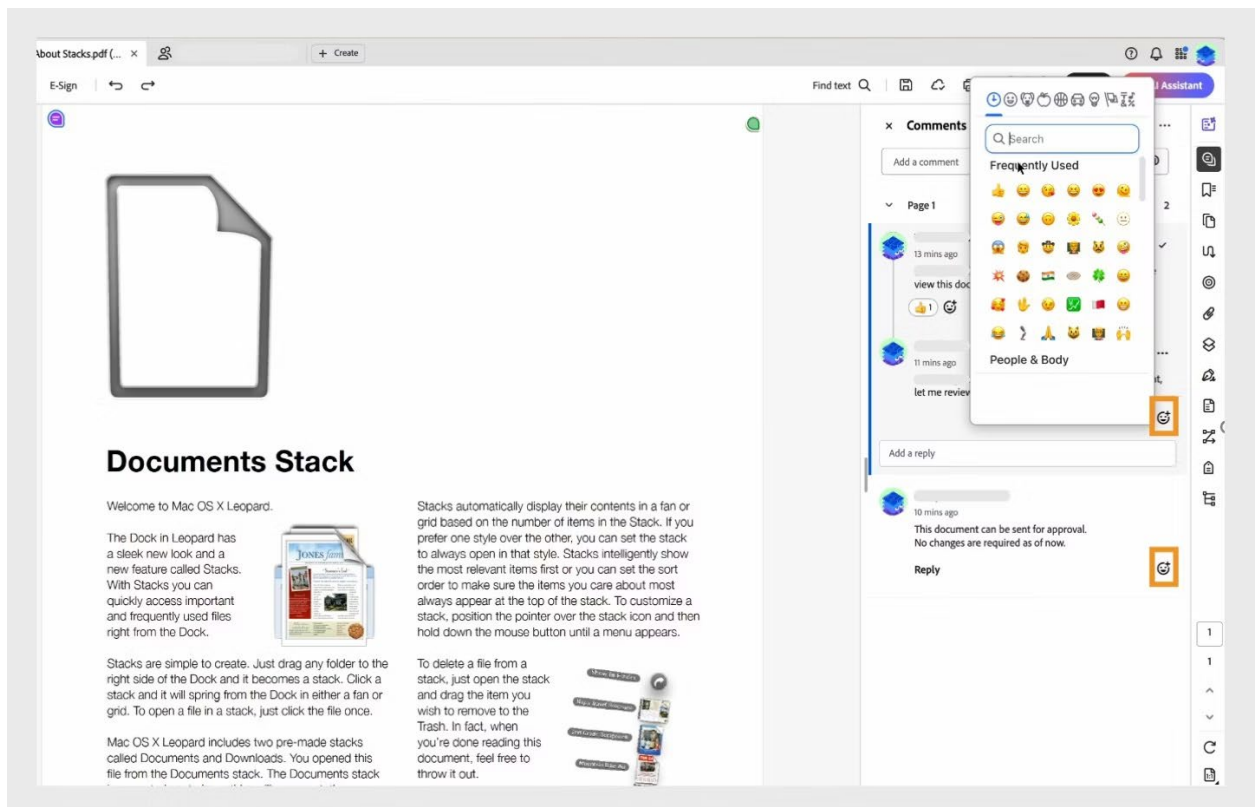 About Stacks.pdf (...
+ Create
E-Sign
Find text
AI Assistant
Comments
Add a comment
Page 1
2
13 mins ago
view this doc
1
11 mins ago
let me review
Add a reply
10 mins ago
This document can be sent for approval.
No changes are required as of now.
Reply
Search
Frequently Used
People & Body
1
1
Documents Stack
Welcome to Mac OS X Leopard.
The Dock in Leopard has
a sleek new look and a
new feature called Stacks.
With Stacks you can
quickly access important
and frequently used files
right from the Dock.
JONES fam
Stacks are simple to create. Just drag any folder to the
right side of the Dock and it becomes a stack. Click a
stack and it will spring from the Dock in either a fan or
grid. To open a file in a stack, just click the file once.
Mac OS X Leopard includes two pre-made stacks
called Documents and Downloads. You opened this
file from the Documents stack. The Documents stack
Stacks automatically display their contents in a fan or
grid based on the number of items in the Stack. If you
prefer one style over the other, you can set the stack
to always open in that style. Stacks intelligently show
the most relevant items first or you can set the sort
order to make sure the items you care about most
always appear at the top of the stack. To customize a
stack, position the pointer over the stack icon and then
hold down the mouse button until a menu appears.
To delete a file from a
stack, just open the stack
and drag the item you
wish to remove to the
Trash. In fact, when
you're done reading this
document, feel free to
throw it out.